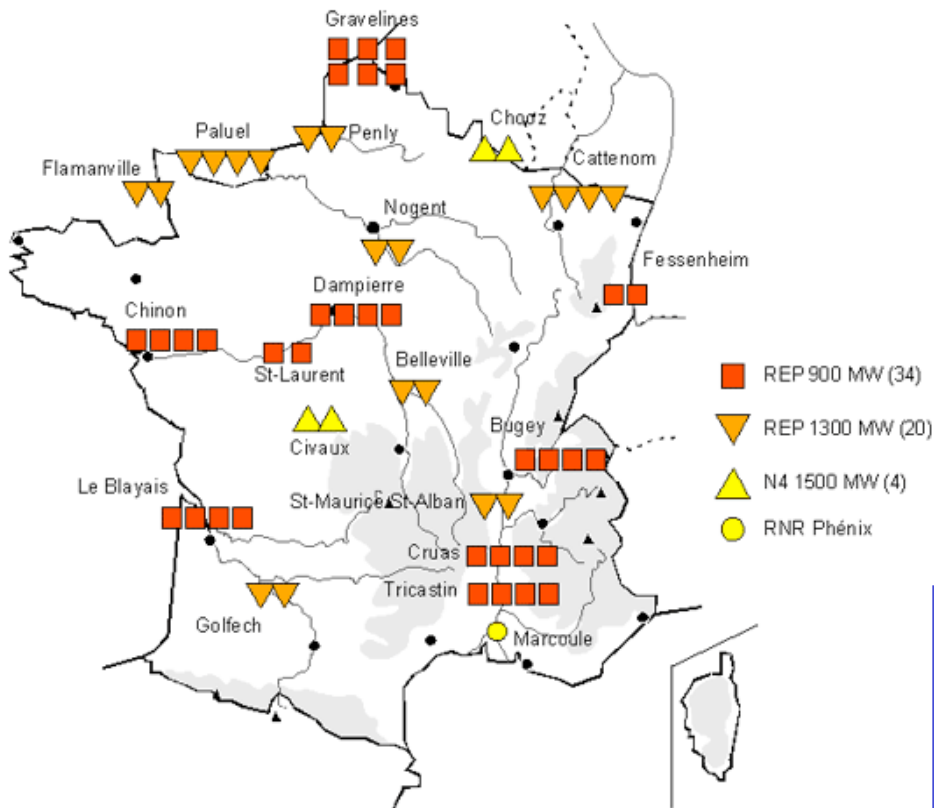 Gravelines
Chooz
Paluel
Penly
Cattenom
Flamanville
Nogent
Fessenheim
Dampierre
Chinon
Belleville
St-Laurent
REP 900 MW (34)
REP 1300 MW (20)
Bugey
Civaux
Le Blayais
St-Maurice/St-Alban
N4 1500 MW (4)
RNR Phénix
Cruas
Tricastin
Golfech
Marcoule